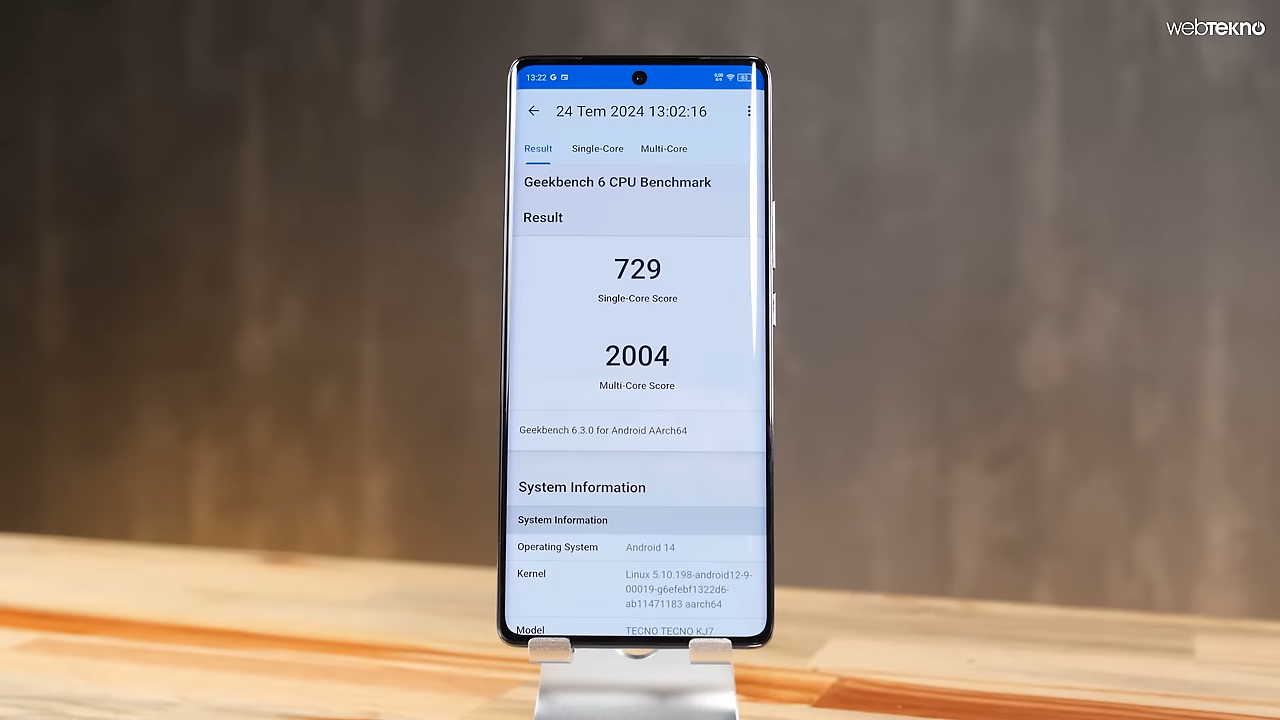 webtekno
13:22 G
0,00 62
B/s
24 Tem 2024 13:02:16
Result Single-Core Multi-Core
Geekbench 6 CPU Benchmark
Result
729
Single-Core Score
2004
Multi-Core Score
Geekbench 6.3.0 for Android AArch64
System Information
System Information
Operating System Android 14
Kernel Linux 5.10.198-android12-9-
00019-g6efebf1322d6-
ab11471183 aarch64
Model TECNO TECNO KJ7